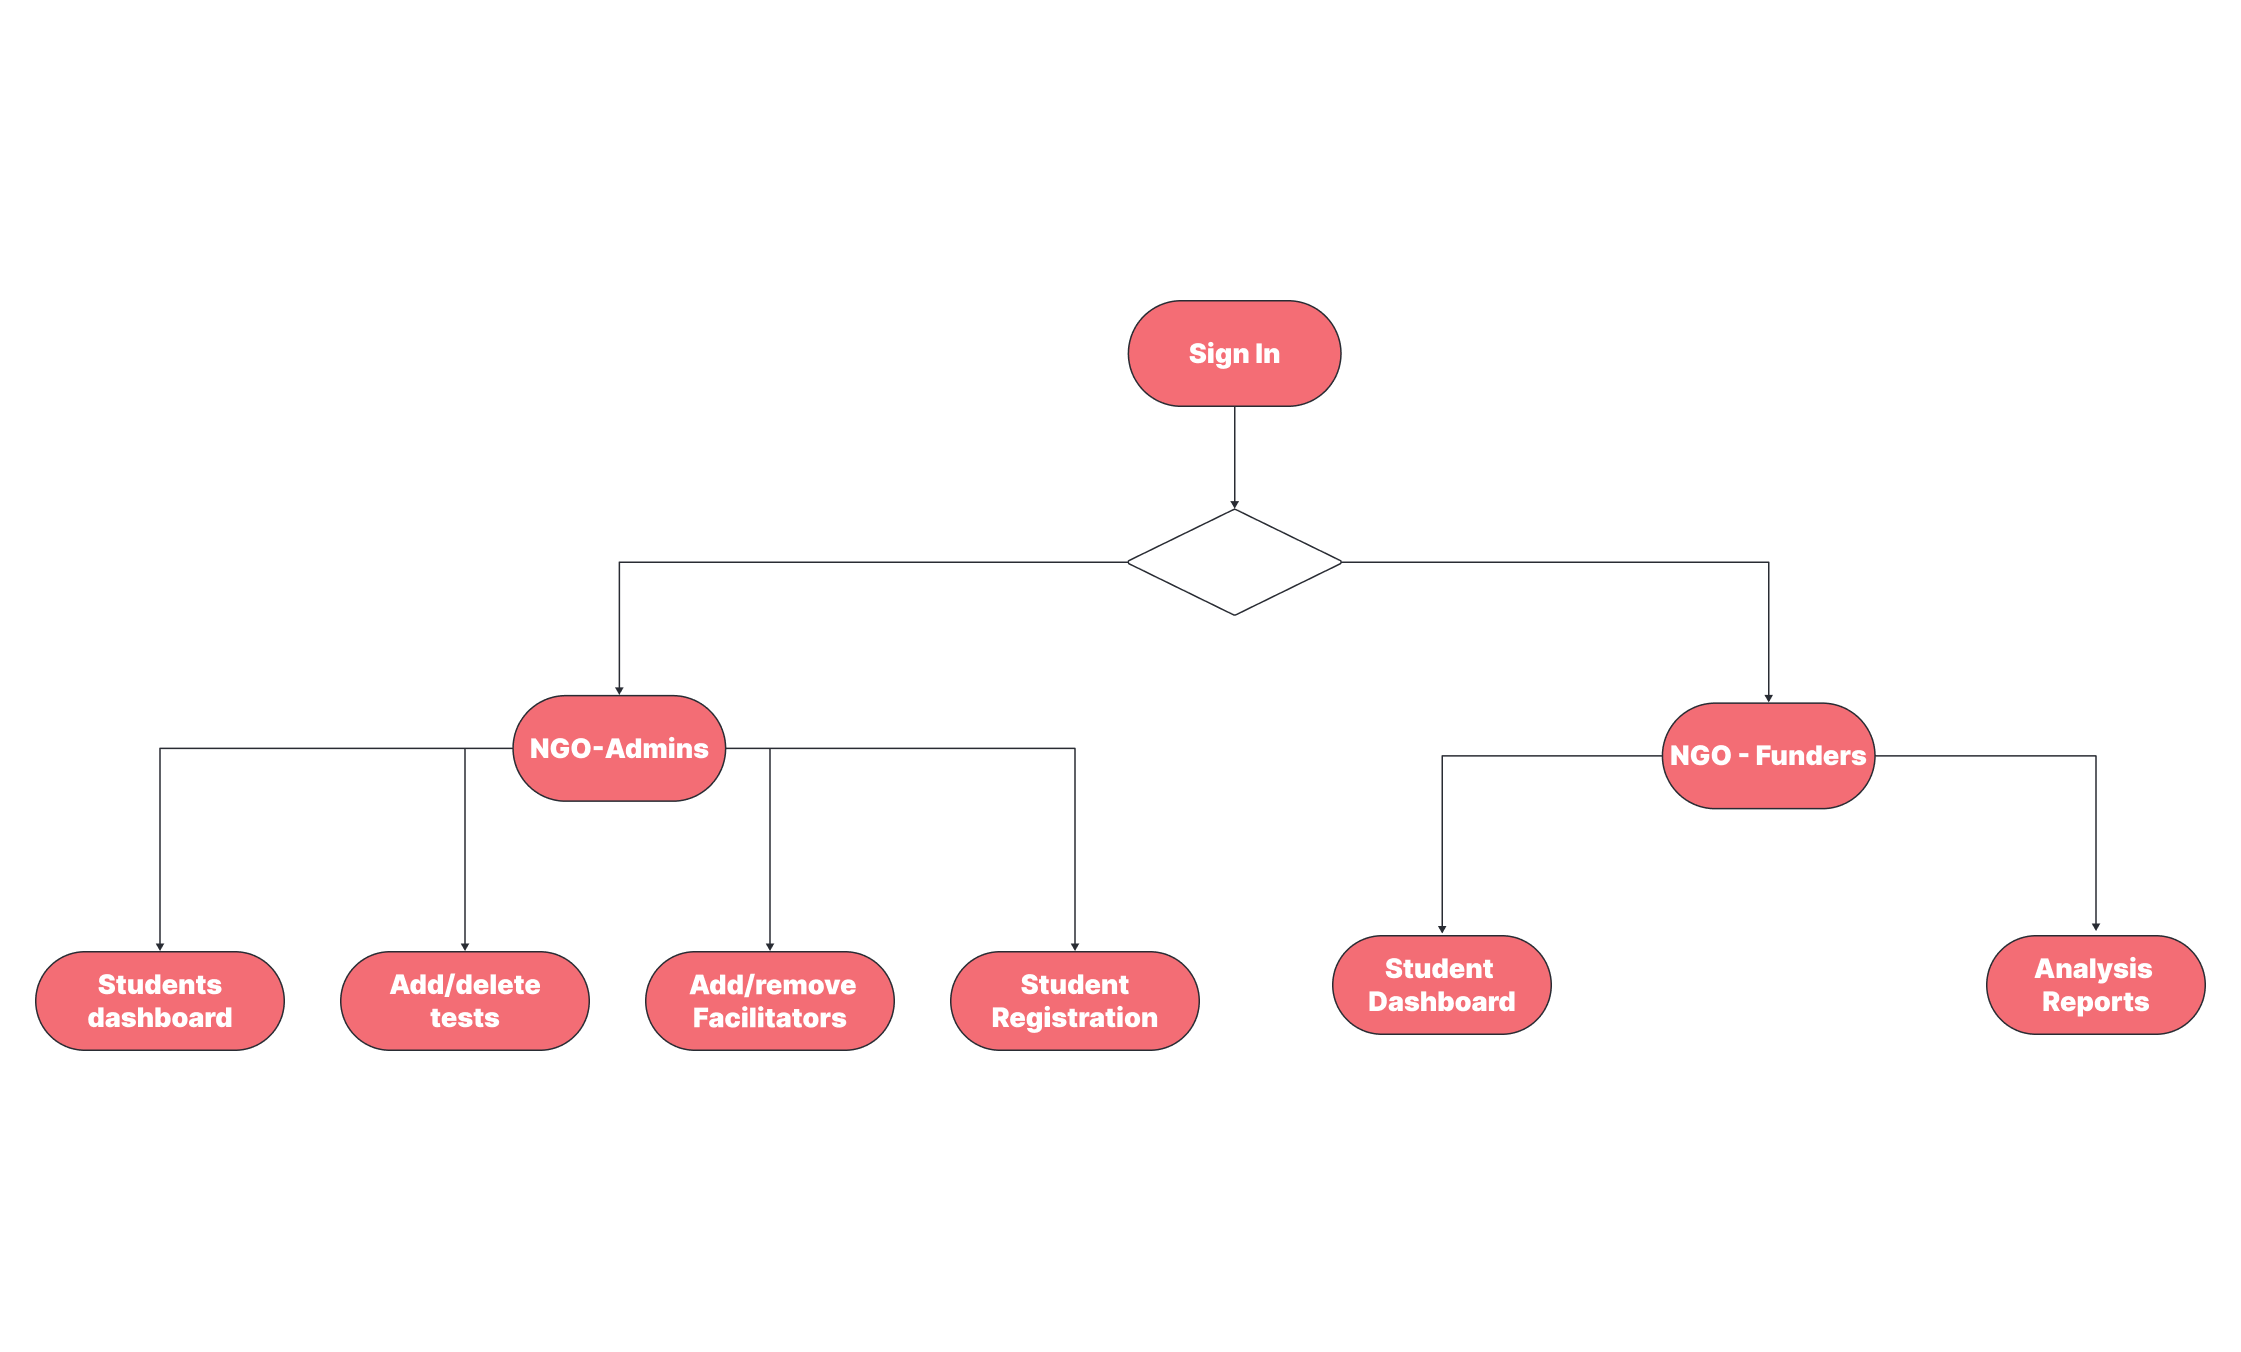 Sign In
NGO-Admins
NGO - Funders
Students
dashboard
Add/delete
tests
Add/remove
Facilitators
Student
Registration
Student
Dashboard
Analysis
Reports